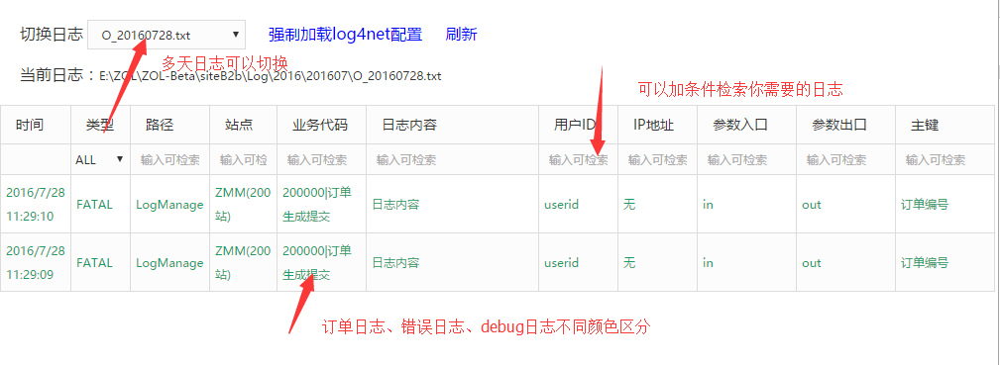 切换日志 O_20160728.txt 强制加载log4net配置 刷新
多天日志可以切换
当前日志：E:\ZOL\ZOL-Beta\siteB2b\Log\2016\201607\O_20160728.txt
可以加条件检索你需要的日志
时间 类型 路径 站点 业务代码 日志内容 用户ID IP地址 参数入口 参数出口 主键
ALL 输入可检索 输入可检 输入可检索 输入可检索 输入可检索 输入可检索 输入可检索 输入可检索 输入可检索
2016/7/28 ZMM(200 200000|订单
FATAL LogManage 日志内容 userid 无 in out 订单编号
11:29:10 站) 生成提交
2016/7/28 ZMM(200 200000|订单
FATAL LogManage 日志内容 userid 无 in out 订单编号
11:29:09 站) 生成提交
订单日志、错误日志、debug日志不同颜色区分